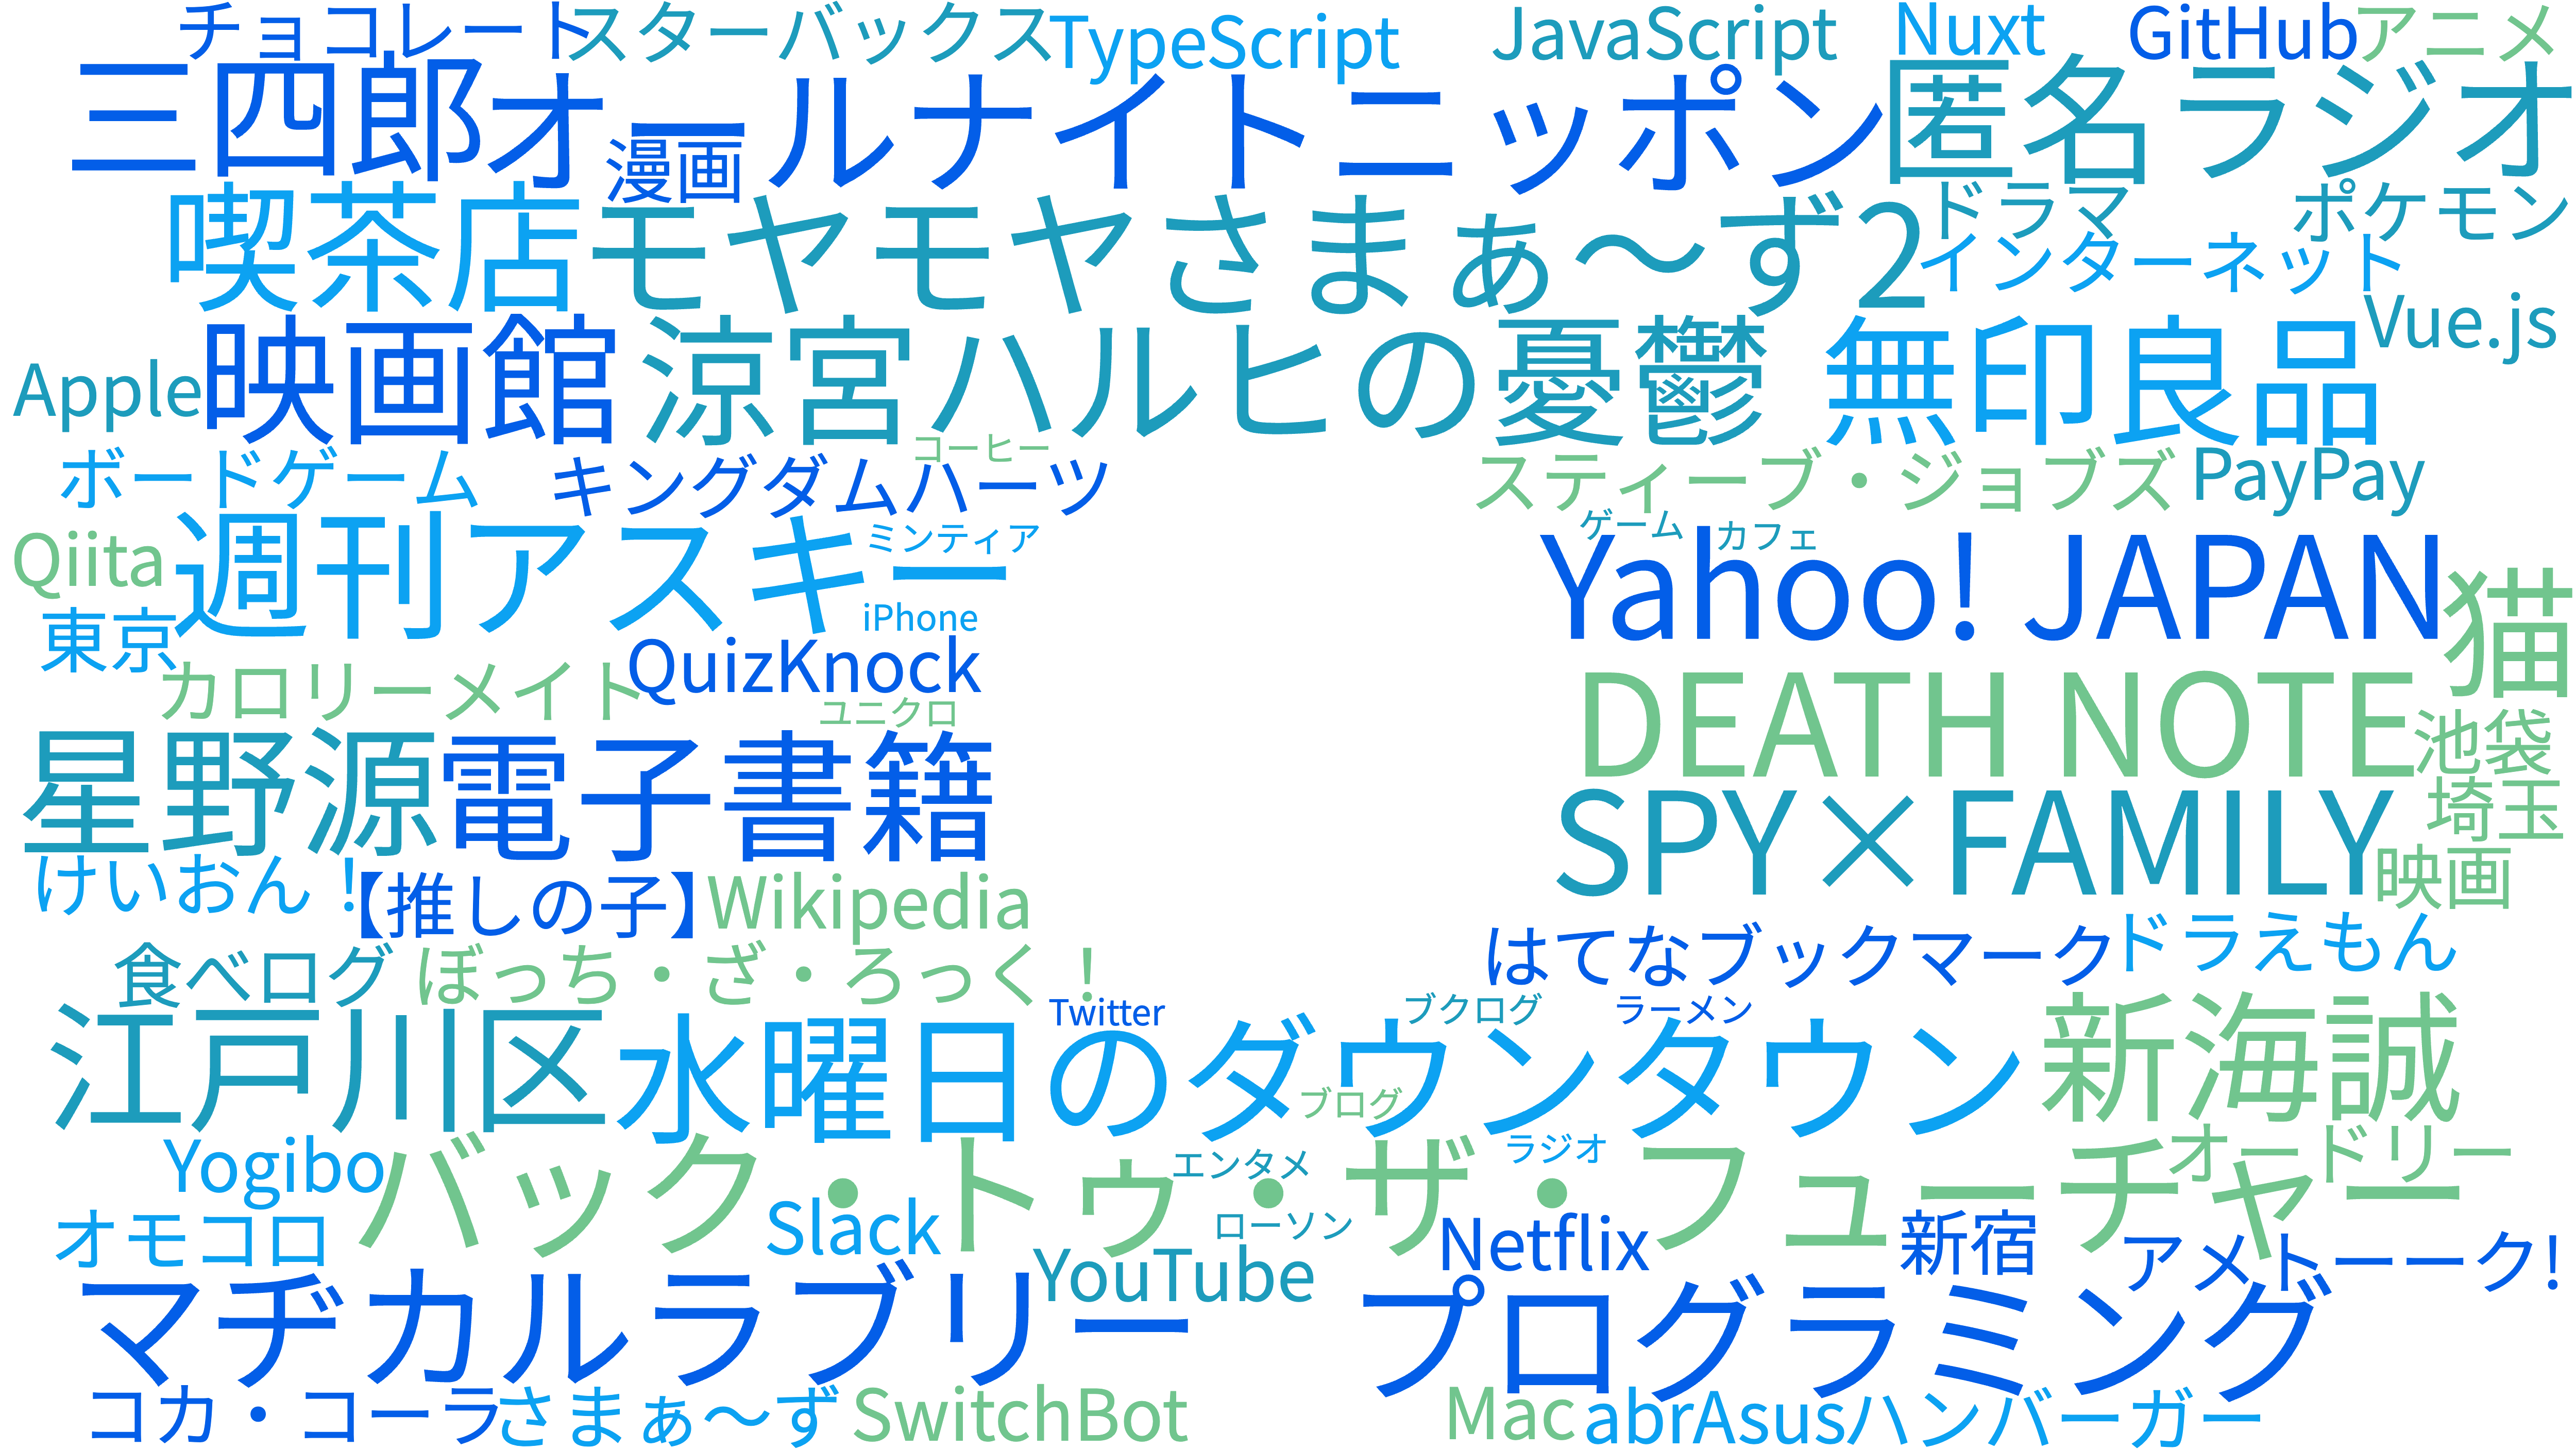 チョコレート
スターバックス
TypeScript
JavaScript
Nuxt
GitHub
アニメ
三四郎オールナイトニッポン
匿名ラジオ
漫画
喫茶店
モヤモヤさまぁ～ず2
ドラマ
ポケモン
インターネット
Vue.js
Apple
映画館
涼宮ハルヒの憂鬱
無印良品
コーヒー
ボードゲーム
キングダムハーツ
スティーブ・ジョブズ
PayPay
Qiita
週刊アスキー
ミンティア
ゲーム
カフェ
Yahoo! JAPAN
猫
東京
iPhone
カロリーメイト
QuizKnock
DEATH NOTE
ユニクロ
池袋
星野源
電子書籍
SPY×FAMILY
埼玉
けいおん！
【推しの子】
Wikipedia
映画
はてなブックマーク
ドラえもん
食べログ
ぼっち・ざ・ろっく！
Twitter
ブクログ
ラーメン
江戸川区
水曜日のダウンタウン
新海誠
ブログ
Yogibo
バック・トゥ・ザ・フューチャー
エンタメ
ラジオ
オードリー
オモコロ
Slack
ローソン
Netflix
新宿
アメトーーク!
YouTube
マヂカルラブリー
プログラミング
コカ・コーラ
さまぁ～ず
SwitchBot
Mac
abrAsus
ハンバーガー